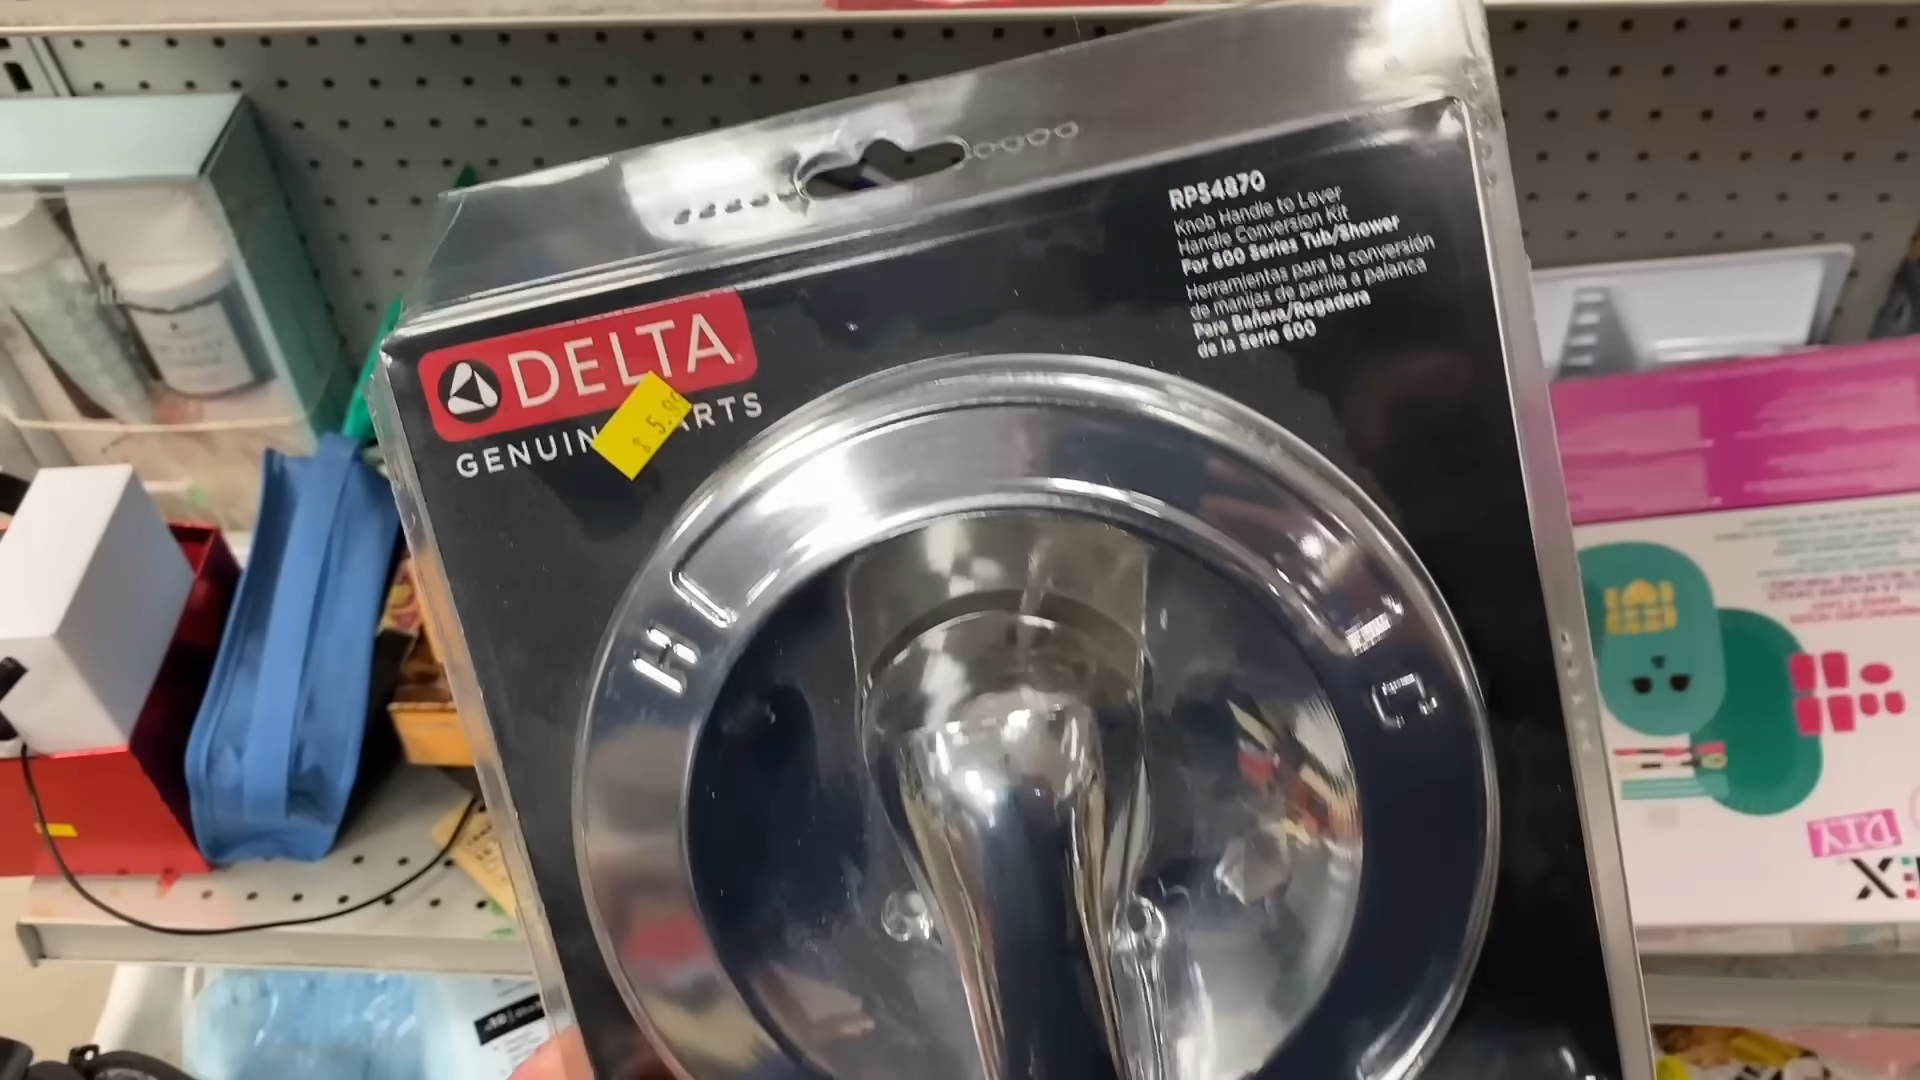 RP54870
Knob Handle to Lever
Handle Conversion Kit
For 600 Series Tub/Shower
Herramientas para la conversión
de manijas de perilla a palanca
Para Bañera/Regadera
de la Serie 600
DELTA
GENUIN ARTS
$ 5.99
H
C
DIY